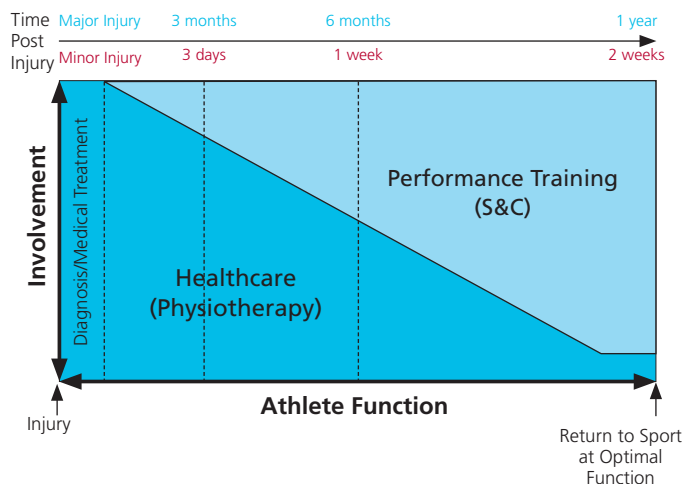 Time
Post
Injury
Major Injury 3 months 6 months 1 year
Minor Injury 3 days 1 week 2 weeks
Involvement
Diagnosis/Medical Treatment
Performance Training
(S&C)
Healthcare
(Physiotherapy)
Athlete Function
Injury
Return to Sport
at Optimal
Function